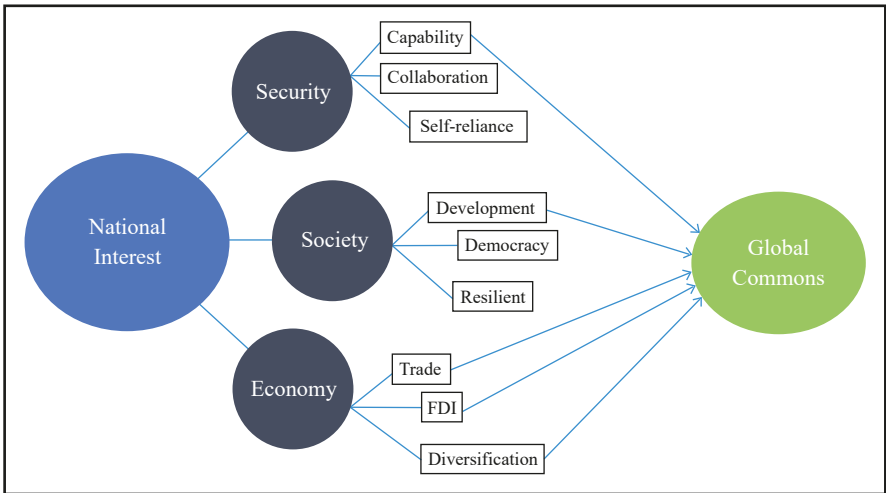 National
Interest
Security
Capability
Collaboration
Self-reliance
Society
Development
Democracy
Resilient
Economy
Trade
FDI
Diversification
Global
Commons